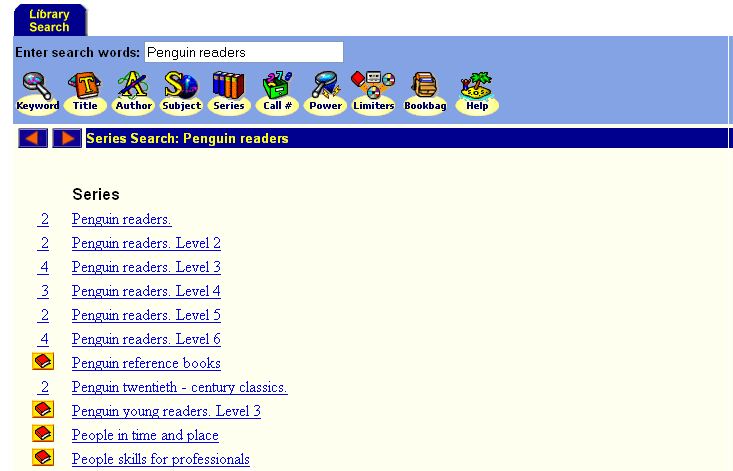 Library
Search
Enter search words: Penguin readers
Keyword Title Author Subject Series Call # Power Limiters Bookbag Help
Series Search: Penguin readers
Series
2 Penguin readers.
2 Penguin readers. Level 2
4 Penguin readers. Level 3
3 Penguin readers. Level 4
2 Penguin readers. Level 5
4 Penguin readers. Level 6
Penguin reference books
2 Penguin twentieth - century classics.
Penguin young readers. Level 3
People in time and place
People skills for professionals